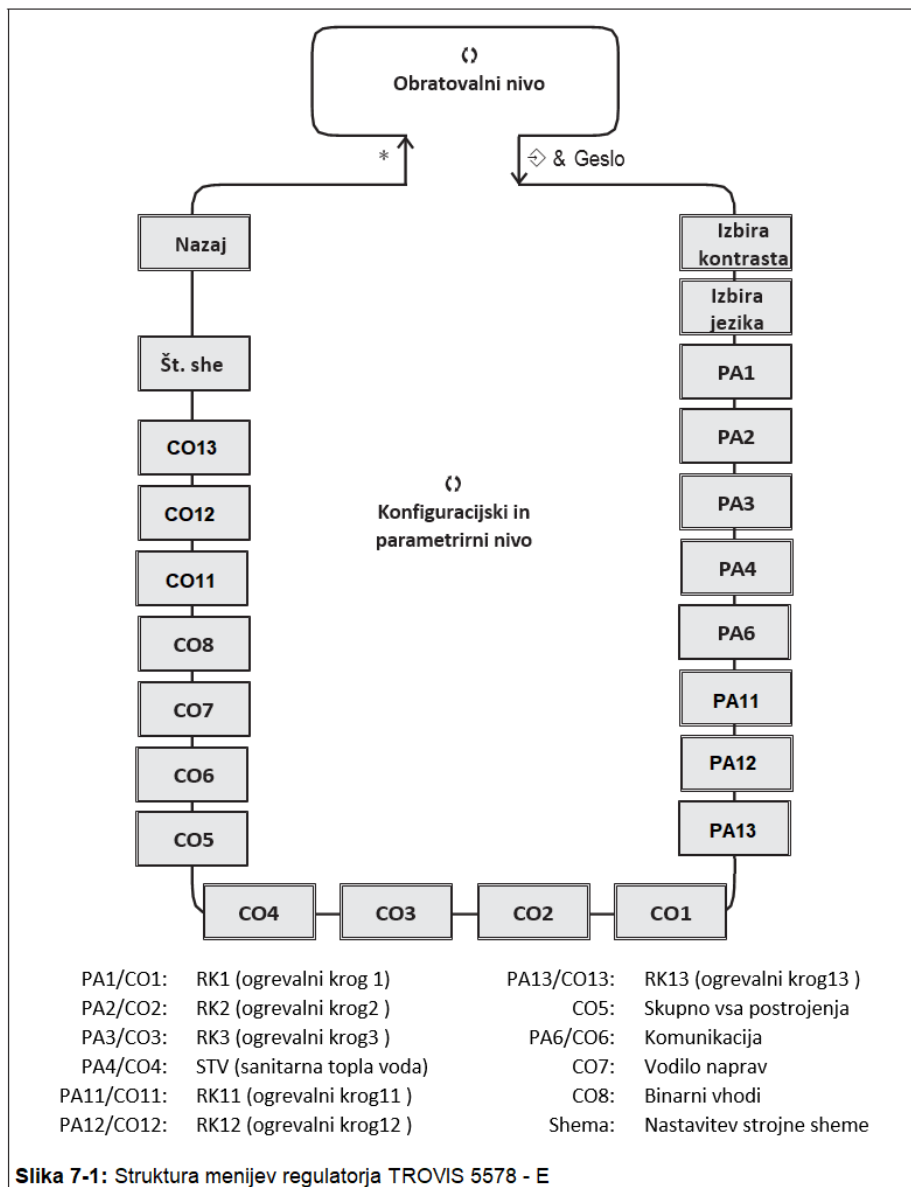 Obratovalni nivo
*
& Geslo
Nazaj
Izbira
kontrasta
Izbira
jezika
Št. she
PA1
CO13
PA2
CO12
Konfiguracijski in
parametrirni nivo
PA3
CO11
PA4
CO8
PA6
CO7
PA11
CO6
PA12
CO5
PA13
CO4
CO3
CO2
CO1
PA1/CO1: RK1 (ogrevalni krog 1)
PA2/CO2: RK2 (ogrevalni krog2 )
PA3/CO3: RK3 (ogrevalni krog3 )
PA4/CO4: STV (sanitarna topla voda)
PA11/CO11: RK11 (ogrevalni krog11 )
PA12/CO12: RK12 (ogrevalni krog12 )
PA13/CO13: RK13 (ogrevalni krog13 )
CO5: Skupno vsa postrojenja
PA6/CO6: Komunikacija
CO7: Vodilo naprav
CO8: Binarni vhodi
Shema: Nastavitev strojne sheme
Slika 7-1: Struktura menijev regulatorja TROVIS 5578 - E